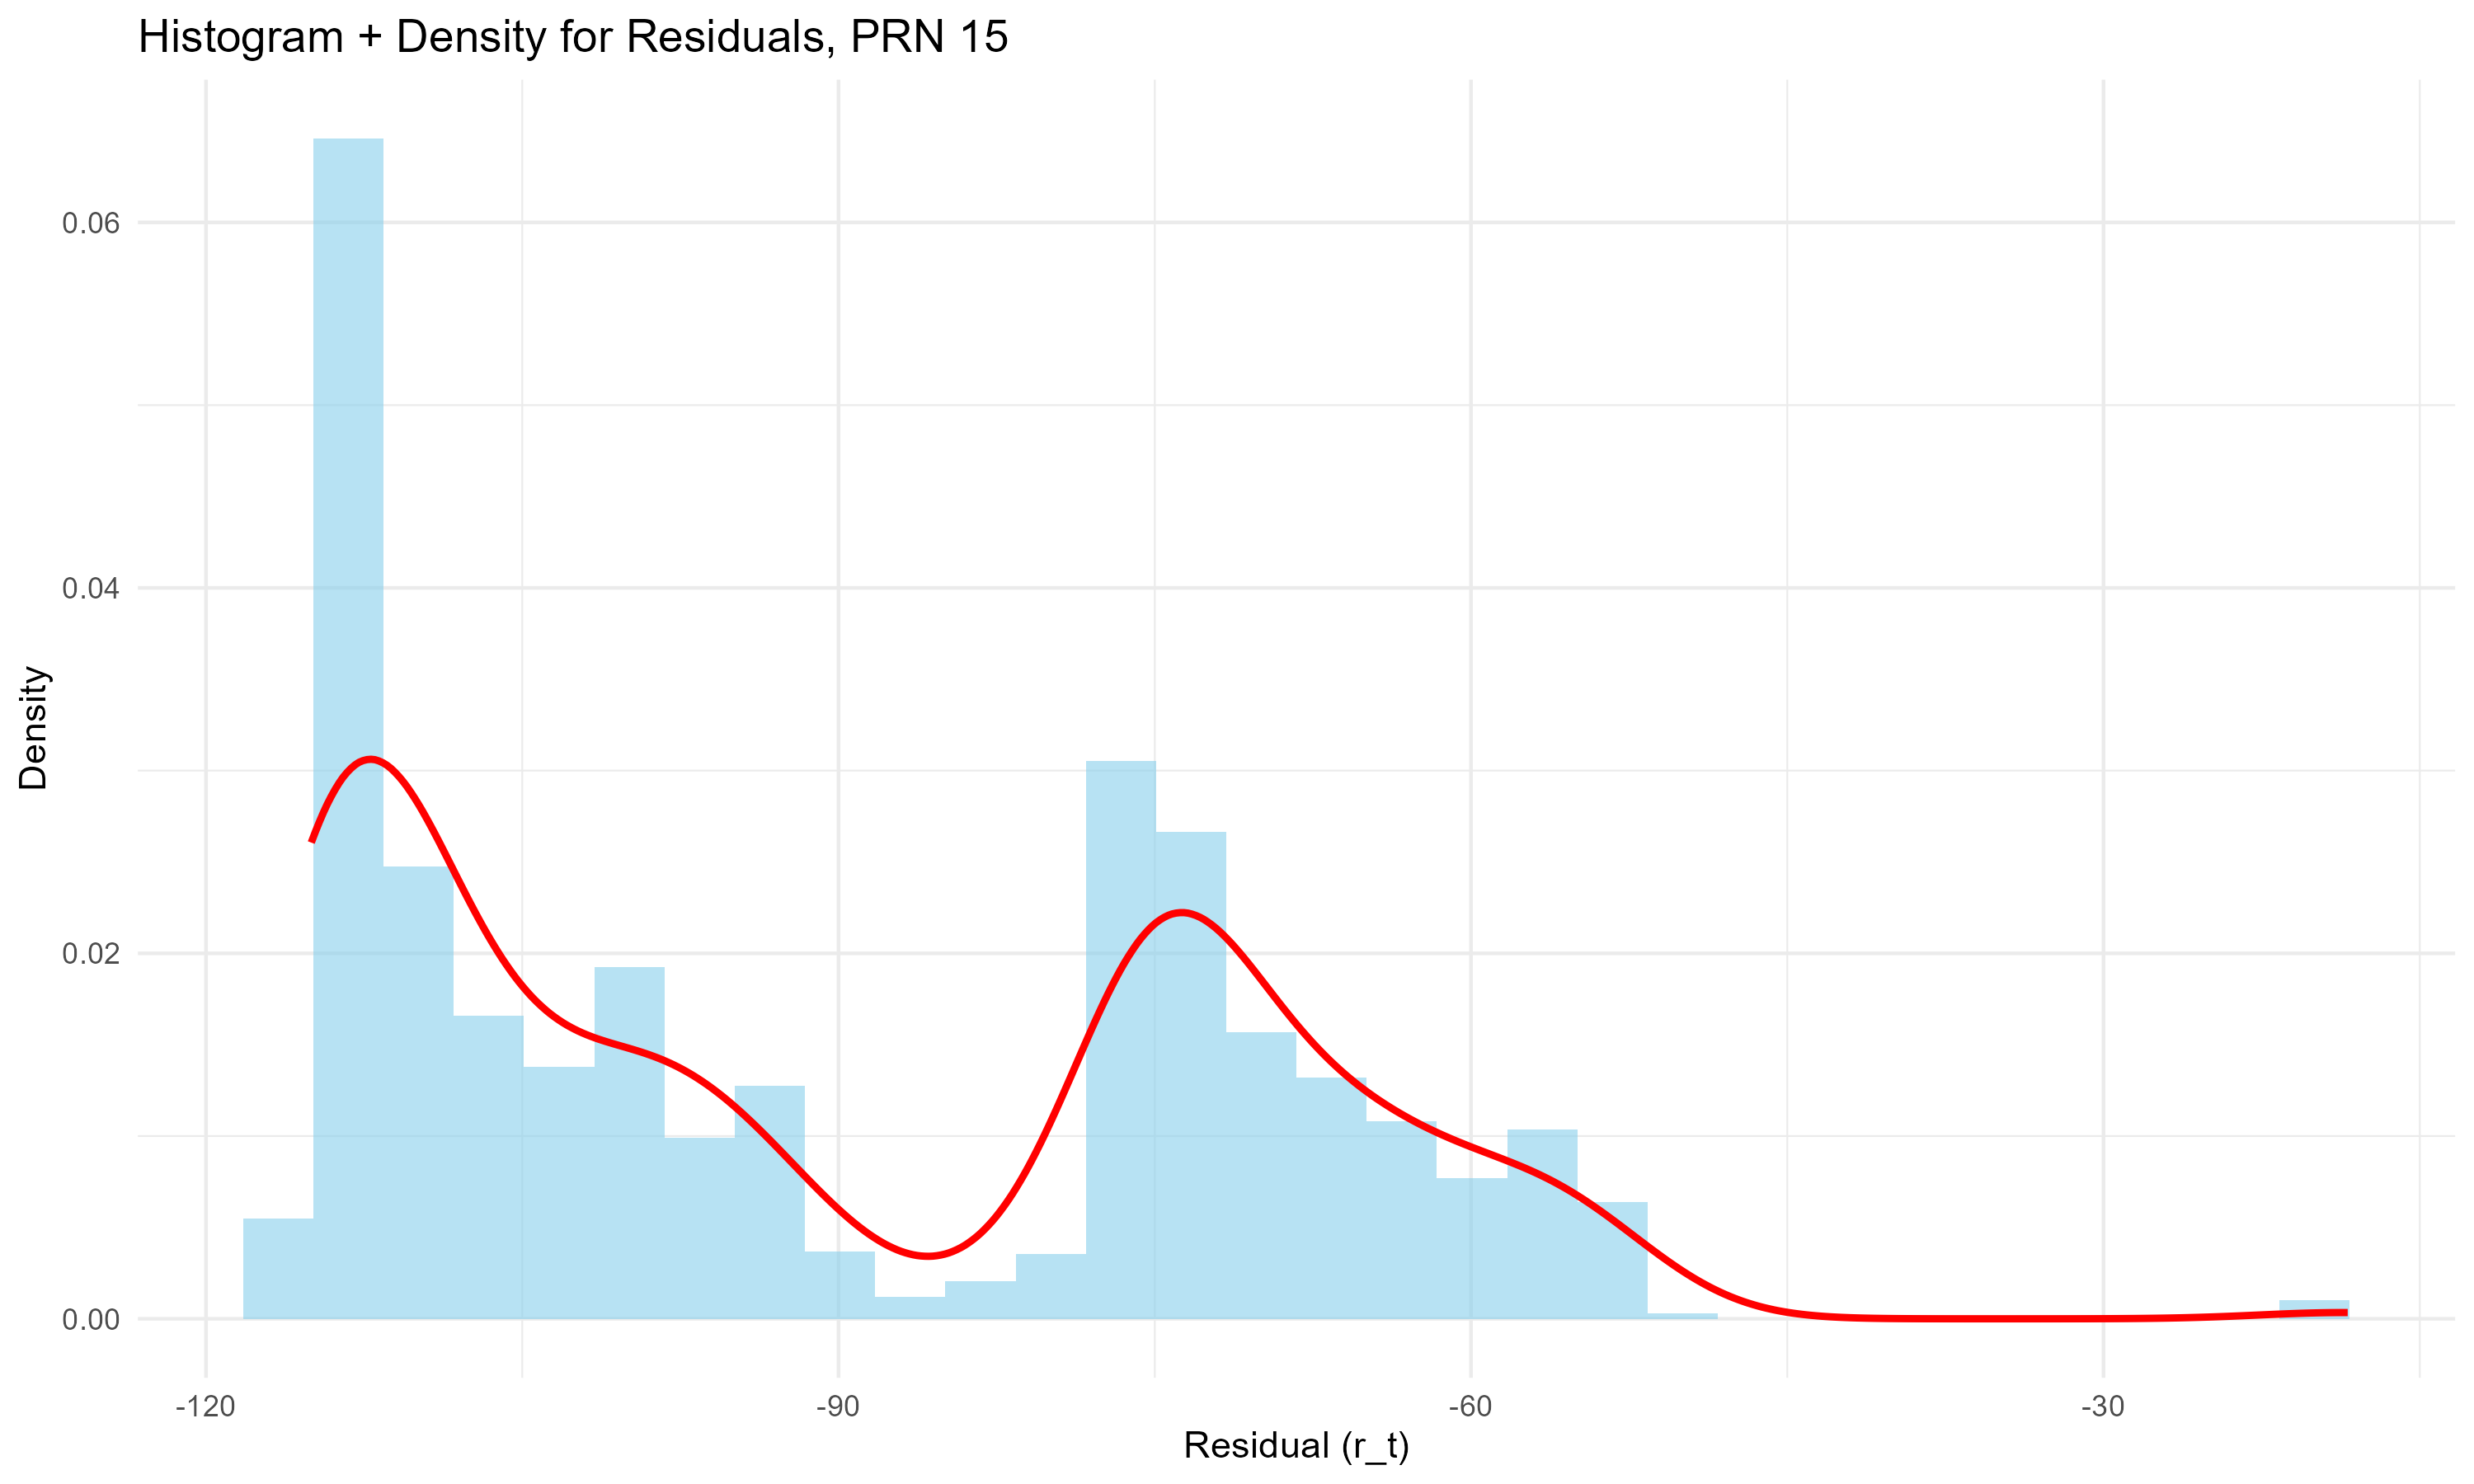 Histogram + Density for Residuals, PRN 15
Density
0.06
0.04
0.02
0.00
-120
-90
-60
-30
Residual (r_t)